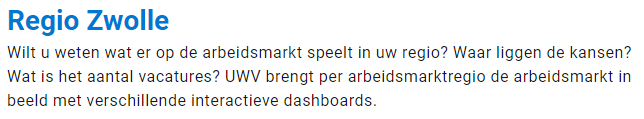 Regio Zwolle
Wilt u weten wat er op de arbeidsmarkt speelt in uw regio? Waar liggen de kansen?
Wat is het aantal vacatures? UWV brengt per arbeidsmarktregio de arbeidsmarkt in
beeld met verschillende interactieve dashboards.